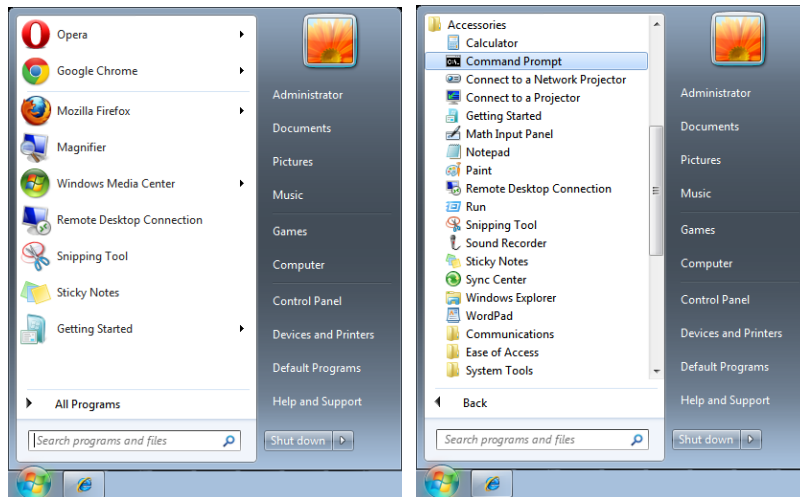 Opera
Google Chrome
Mozilla Firefox
Magnifier
Windows Media Center
Remote Desktop Connection
Snipping Tool
Sticky Notes
Getting Started
All Programs
Search programs and files
Administrator
Documents
Pictures
Music
Games
Computer
Control Panel
Devices and Printers
Default Programs
Help and Support
Shut down
Accessories
Calculator
Command Prompt
Connect to a Network Projector
Connect to a Projector
Getting Started
Math Input Panel
Notepad
Paint
Remote Desktop Connection
Run
Snipping Tool
Sound Recorder
Sticky Notes
Sync Center
Windows Explorer
WordPad
Communications
Ease of Access
System Tools
Back
Search programs and files
Administrator
Documents
Pictures
Music
Games
Computer
Control Panel
Devices and Printers
Default Programs
Help and Support
Shut down